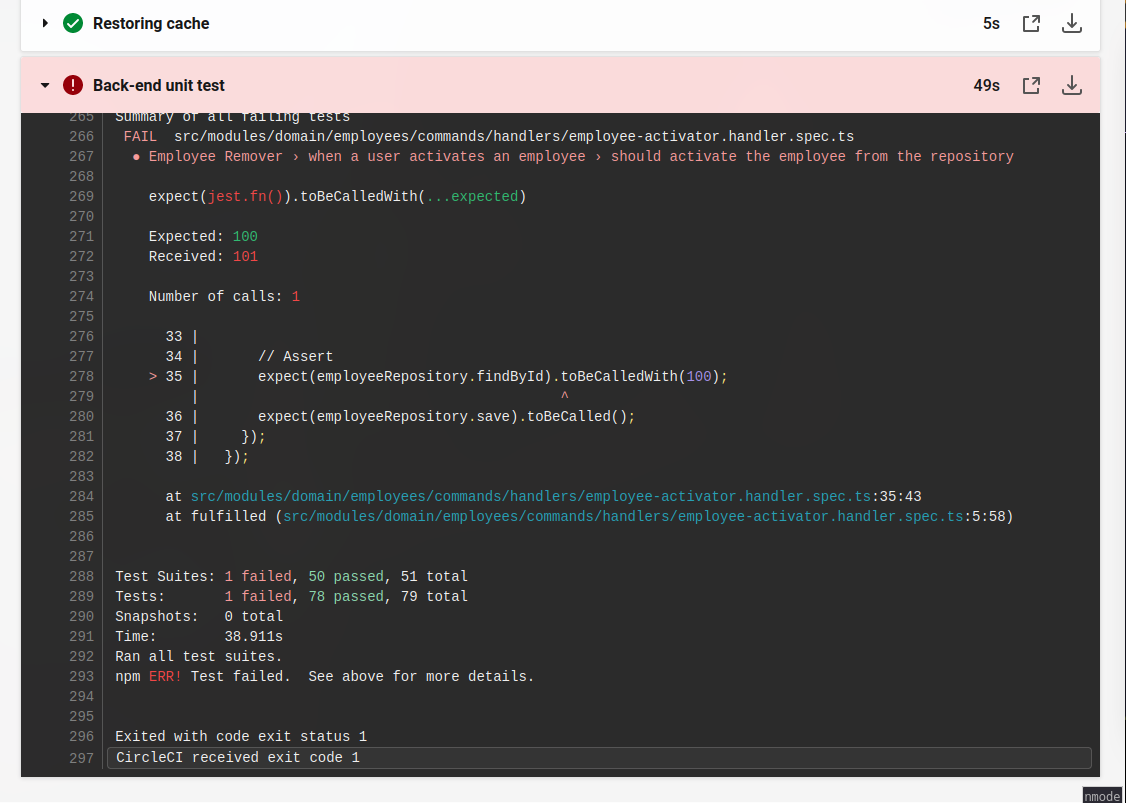 Restoring cache 5s
Back-end unit test 49s
265 Summary of all failing tests
266 FAIL src/modules/domain/employees/commands/handlers/employee-activator.handler.spec.ts
267 ● Employee Remover › when a user activates an employee › should activate the employee from the repository
268
269 expect(jest.fn()).toBeCalledWith(...expected)
270
271 Expected: 100
272 Received: 101
273
274 Number of calls: 1
275
276 33 |
277 34 | // Assert
278 > 35 | expect(employeeRepository.findById).toBeCalledWith(100);
279 | ^
280 36 | expect(employeeRepository.save).toBeCalled();
281 37 | });
282 38 | });
283
284 at src/modules/domain/employees/commands/handlers/employee-activator.handler.spec.ts:35:43
285 at fulfilled (src/modules/domain/employees/commands/handlers/employee-activator.handler.spec.ts:5:58)
286
287
288 Test Suites: 1 failed, 50 passed, 51 total
289 Tests: 1 failed, 78 passed, 79 total
290 Snapshots: 0 total
291 Time: 38.911s
292 Ran all test suites.
293 npm ERR! Test failed. See above for more details.
294
295
296 Exited with code exit status 1
297 CircleCI received exit code 1
nmode